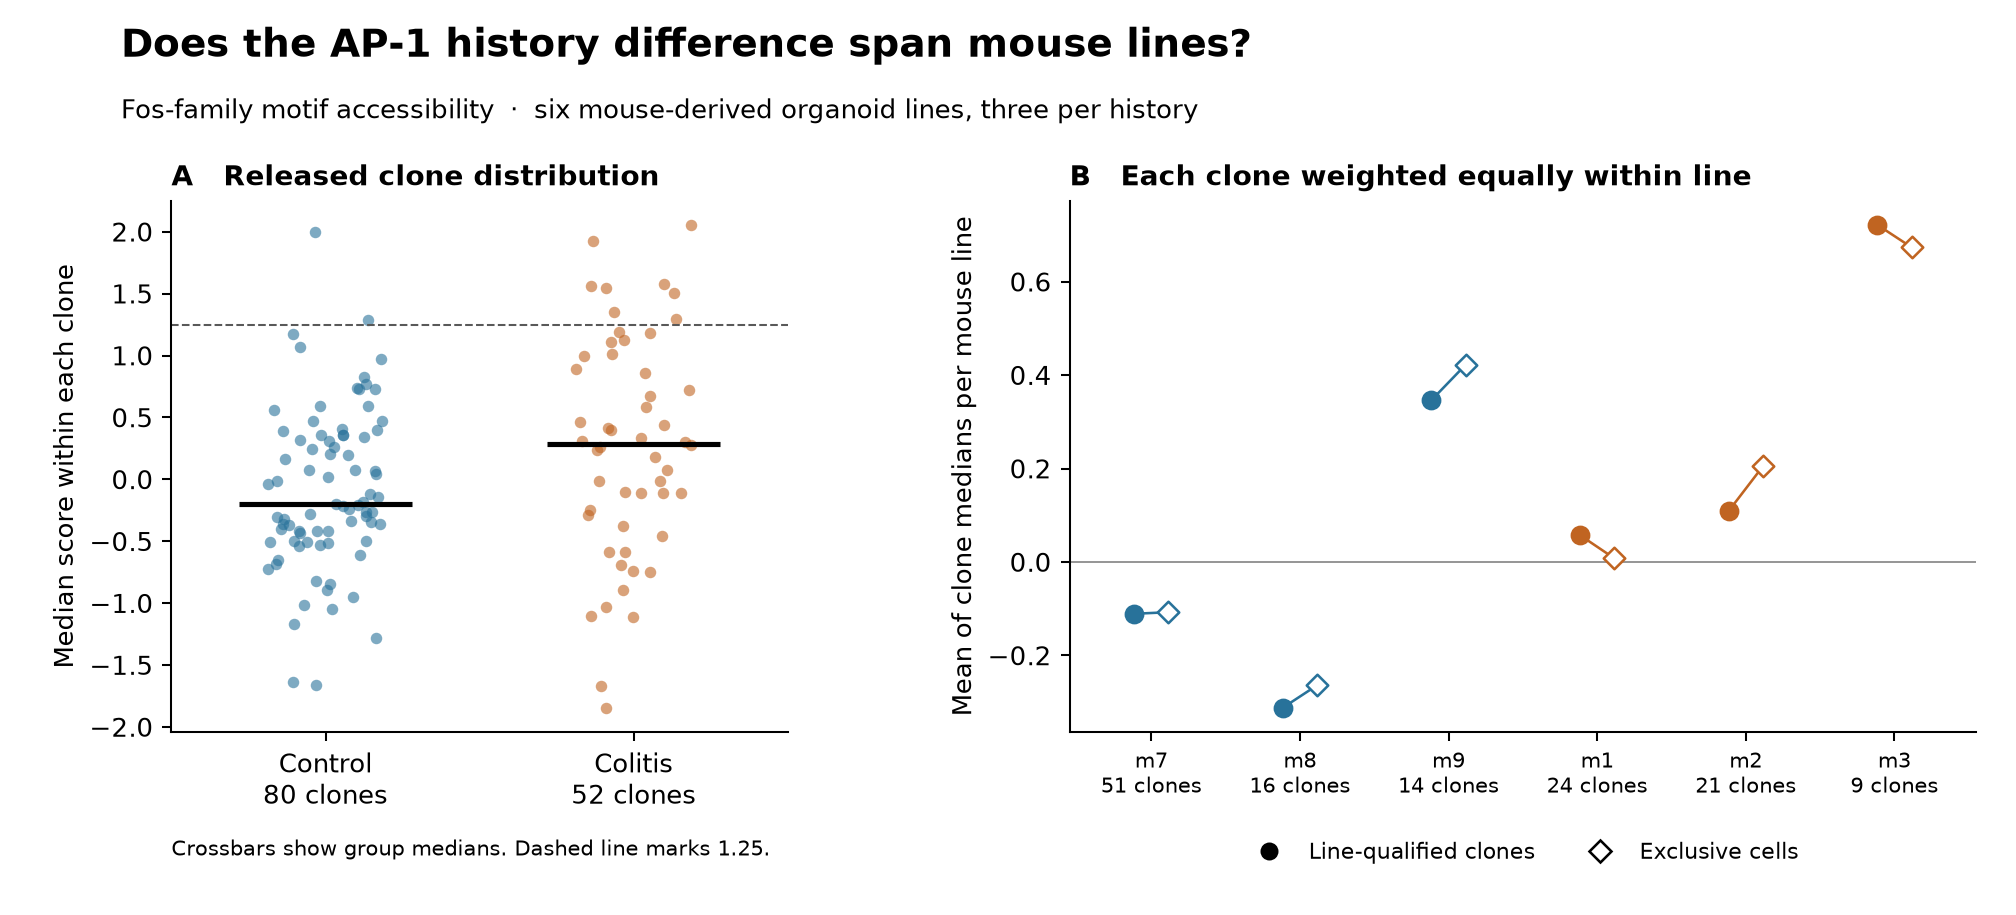 Does the AP-1 history difference span mouse lines?
Fos-family motif accessibility · six mouse-derived organoid lines, three per history
A Released clone distribution
Median score within each clone
2.0
1.5
1.0
0.5
0.0
−0.5
−1.0
−1.5
−2.0
Control
80 clones
Colitis
52 clones
Crossbars show group medians. Dashed line marks 1.25.
B Each clone weighted equally within line
Mean of clone medians per mouse line
0.6
0.4
0.2
0.0
−0.2
m7
51 clones
m8
16 clones
m9
14 clones
m1
24 clones
m2
21 clones
m3
9 clones
Line-qualified clones
Exclusive cells